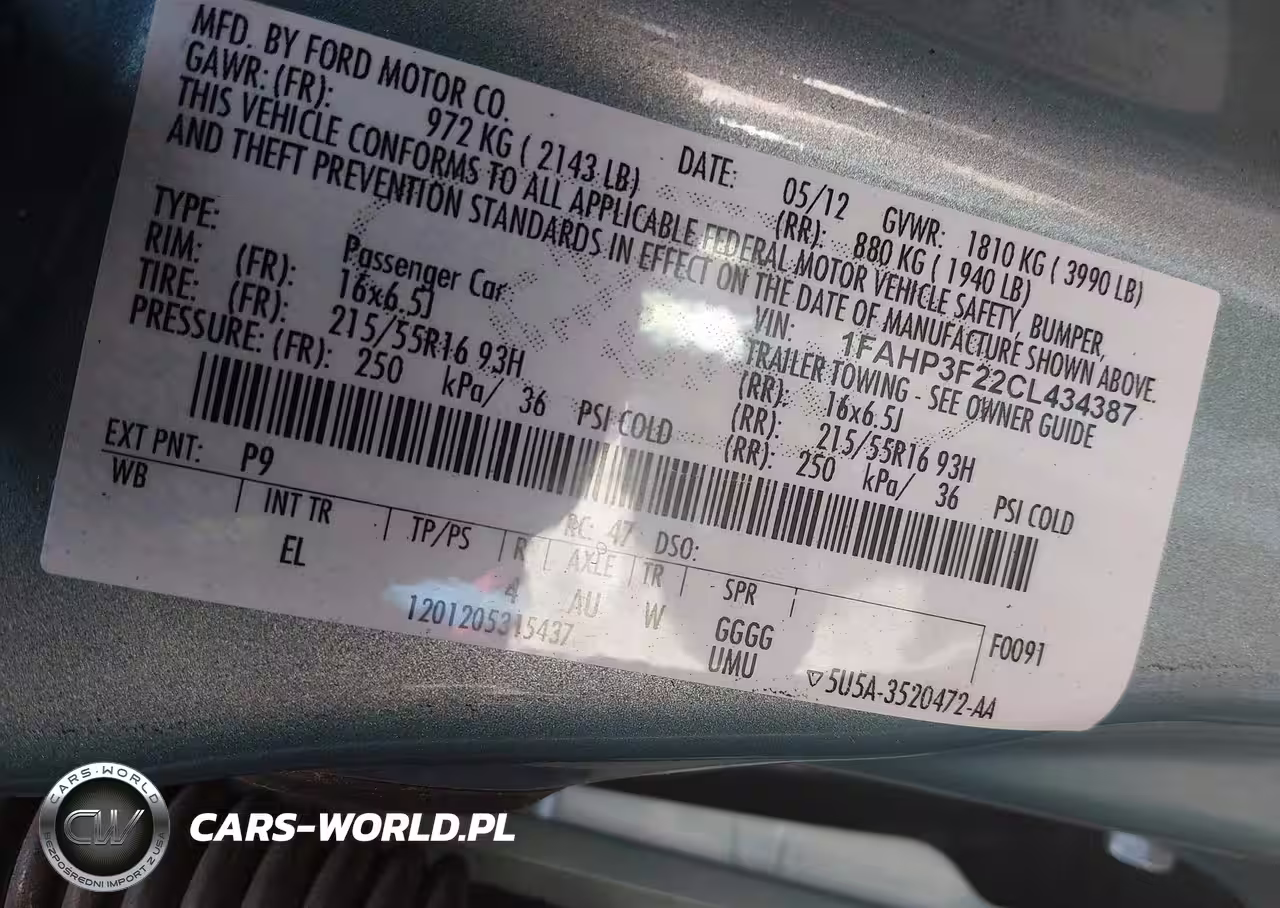 MFD. BY FORD MOTOR CO.
DATE: 05/12 GVWR: 1810 KG ( 3990 LB)
GAWR: (FR): 972 KG ( 2143 LB) (RR): 880 KG ( 1940 LB)
THIS VEHICLE CONFORMS TO ALL APPLICABLE FEDERAL MOTOR VEHICLE SAFETY, BUMPER,
AND THEFT PREVENTION STANDARDS IN EFFECT ON THE DATE OF MANUFACTURE SHOWN ABOVE.
VIN: 1FAHP3F22CL434387
TYPE: Passenger Car TRAILER TOWING - SEE OWNER GUIDE
RIM: (FR): 16x6.5J (RR): 16x6.5J
TIRE: (FR): 215/55R16 93H (RR): 215/55R16 93H
PRESSURE: (FR): 250 kPa/ 36 PSI COLD (RR): 250 kPa/ 36 PSI COLD
EXT PNT: P9 RC: 47 DSO:
WB INT TR TP/PS R AXLE TR SPR F0091
EL 4 AU W GGGG
1201205315437 UMU ▽5U5A-3520472-AA
CARS-WORLD
CW
BEZPOŚREDNI IMPORT Z USA
CARS-WORLD.PL